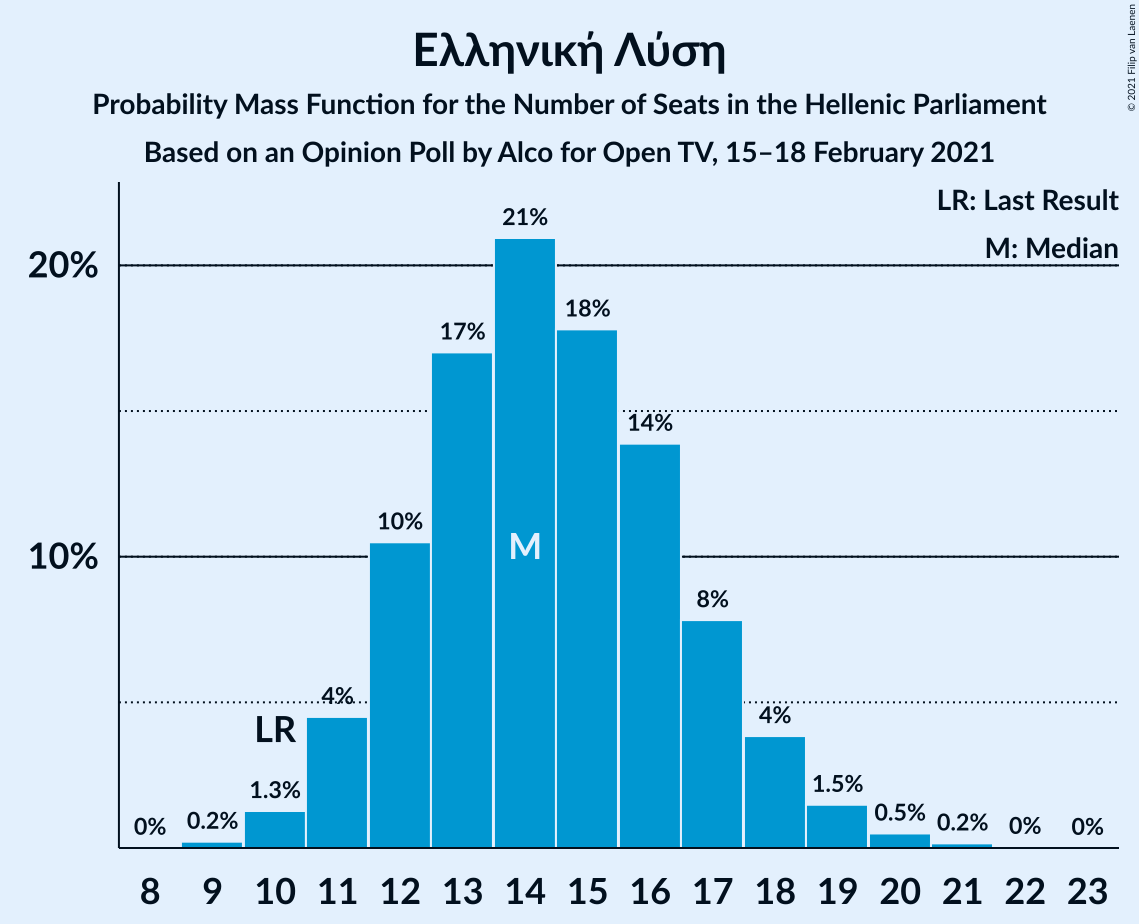 Ελληνική Λύση
Probability Mass Function for the Number of Seats in the Hellenic Parliament
Based on an Opinion Poll by Alco for Open TV, 15–18 February 2021
© 2021 Filip van Laenen
LR: Last Result
M: Median
20%
10%
0%
0.2%
1.3%
LR
4%
10%
17%
21%
M
18%
14%
8%
4%
1.5%
0.5%
0.2%
0%
0%
8 9 10 11 12 13 14 15 16 17 18 19 20 21 22 23